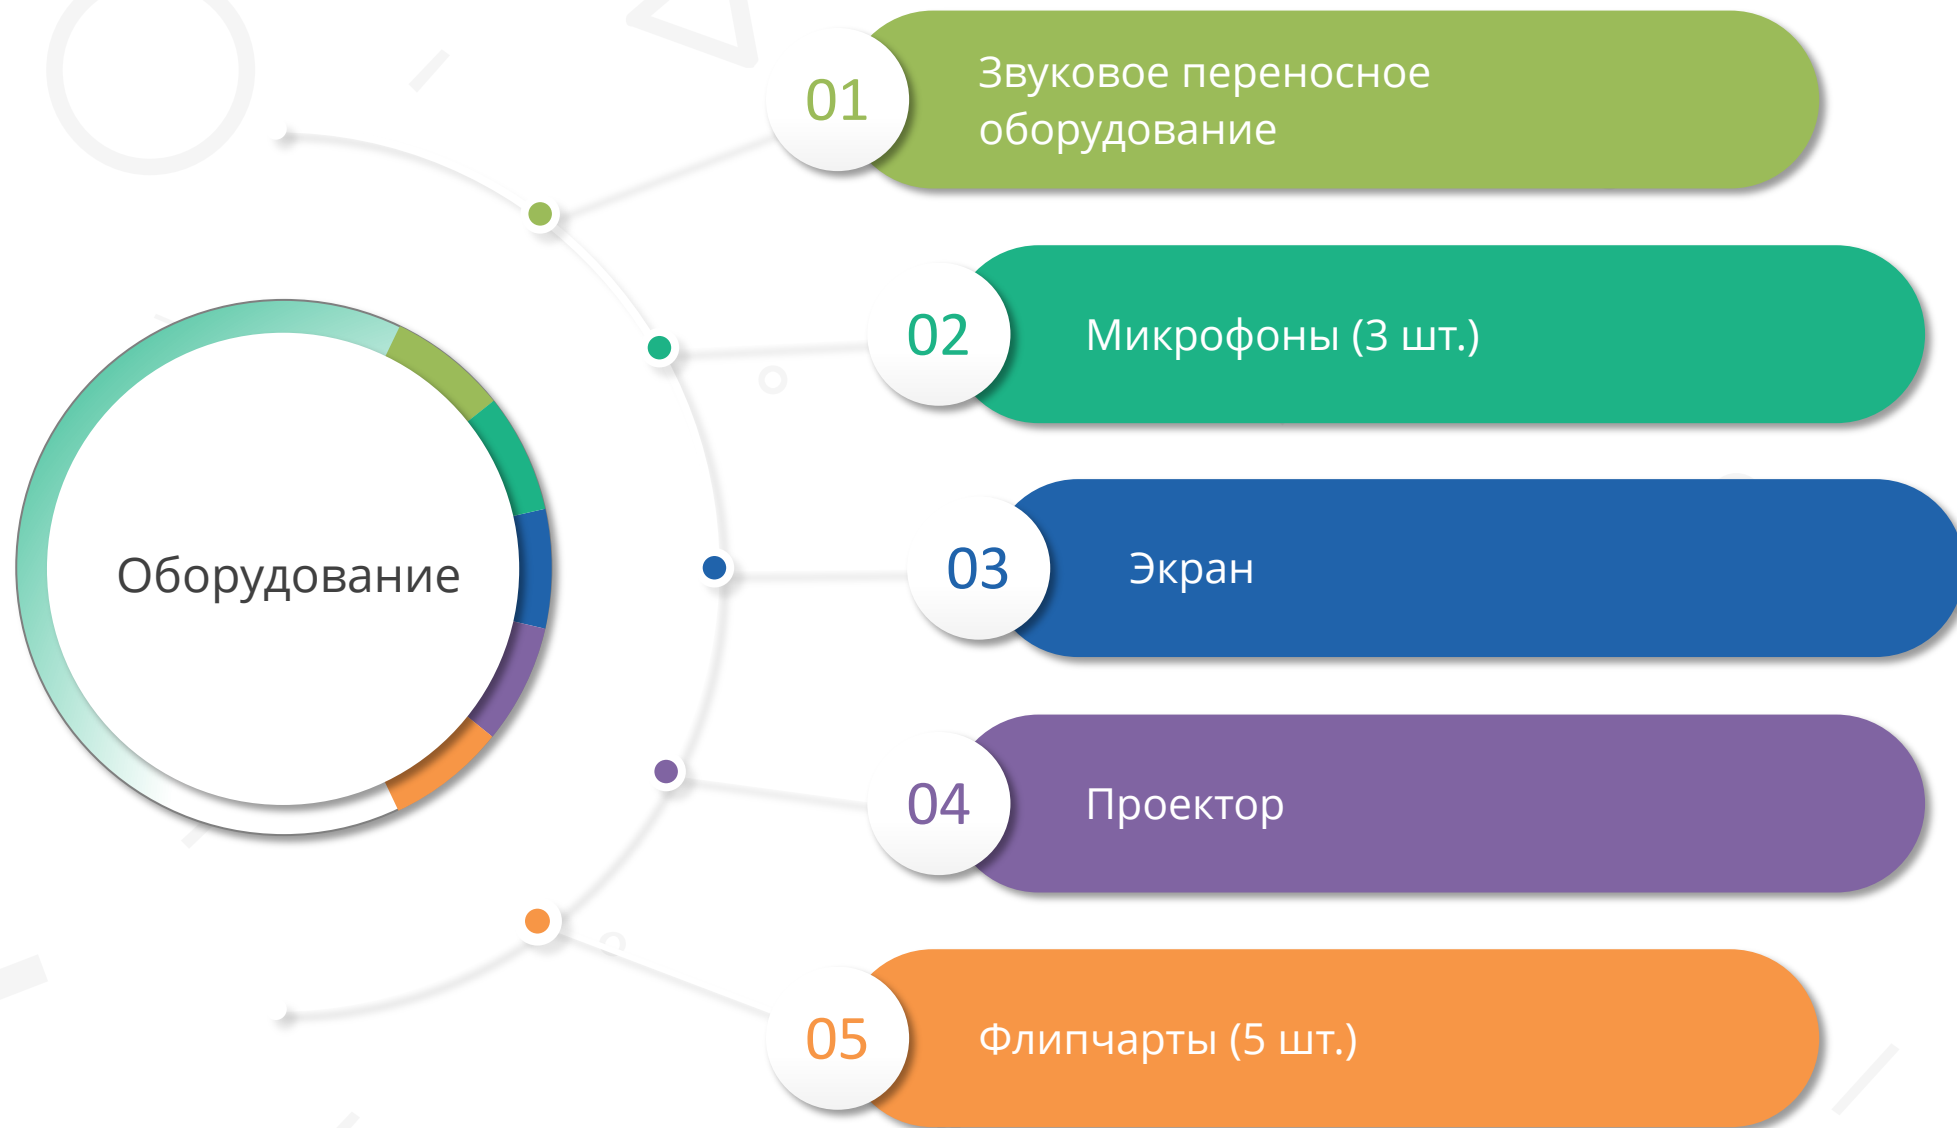 01
Звуковое переносное
оборудование
02
Микрофоны (3 шт.)
Оборудование
03
Экран
04
Проектор
05
Флипчарты (5 шт.)